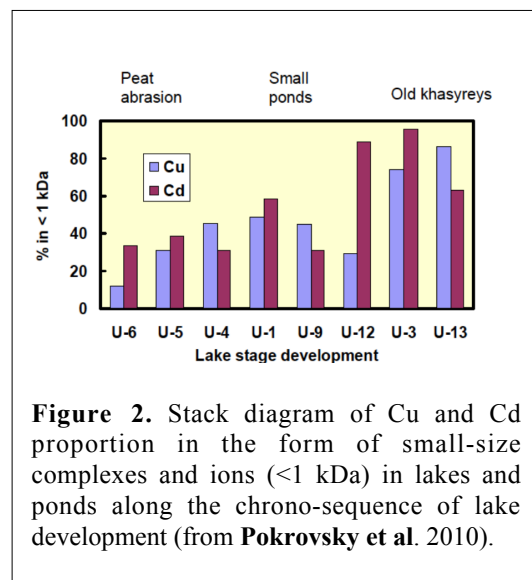 Peat
abrasion
Small
ponds
Old khasyreys
% in < 1 kDa
100
80
60
40
20
0
Cu
Cd
U-6 U-5 U-4 U-1 U-9 U-12 U-3 U-13
Lake stage development
Figure 2. Stack diagram of Cu and Cd
proportion in the form of small-size
complexes and ions (<1 kDa) in lakes and
ponds along the chrono-sequence of lake
development (from Pokrovsky et al. 2010).